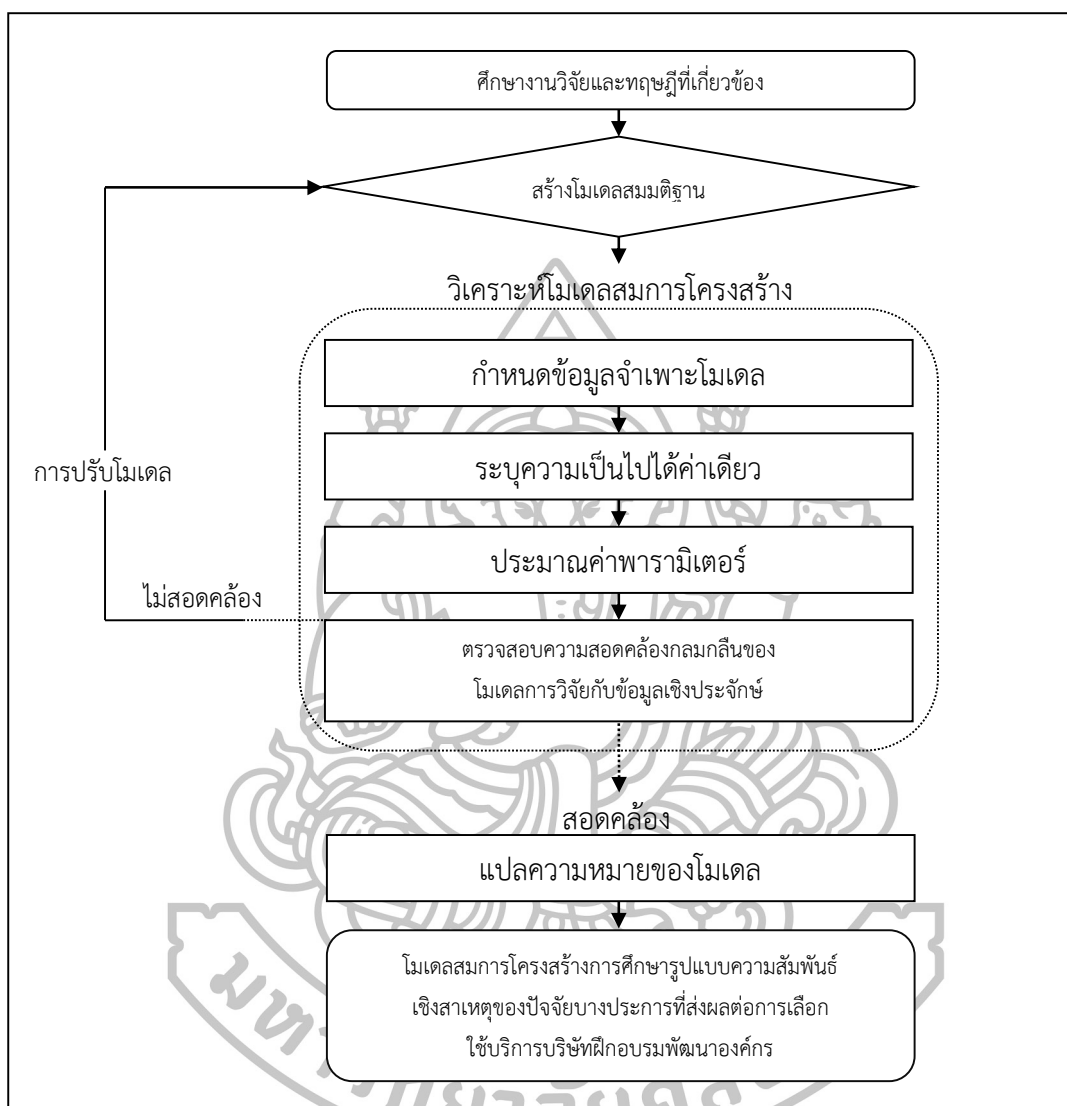 ศึกษางานวิจัยและทฤษฎีที่เกี่ยวข้อง
สร้างโมเดลสมมติฐาน
วิเคราะห์โมเดลสมการโครงสร้าง
กำหนดข้อมูลจำเพาะโมเดล
ระบุความเป็นไปได้ค่าเดียว
การปรับโมเดล
ประมาณค่าพารามิเตอร์
ไม่สอดคล้อง
ตรวจสอบความสอดคล้องกลมกลืนของ
โมเดลการวิจัยกับข้อมูลเชิงประจักษ์
สอดคล้อง
แปลความหมายของโมเดล
โมเดลสมการโครงสร้างการศึกษารูปแบบความสัมพันธ์
เชิงสาเหตุของปัจจัยบางประการที่ส่งผลต่อการเลือก
ใช้บริการบริษัทฝึกอบรมพัฒนาองค์กร